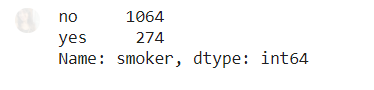 no 1064
yes 274
Name: smoker, dtype: int64